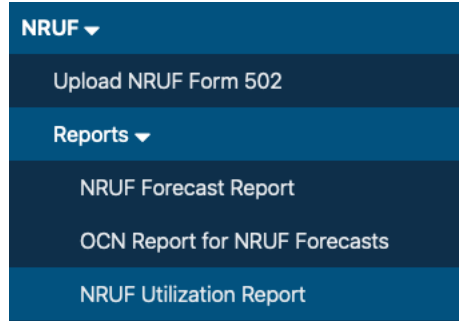 NRUF
Upload NRUF Form 502
Reports
NRUF Forecast Report
OCN Report for NRUF Forecasts
NRUF Utilization Report